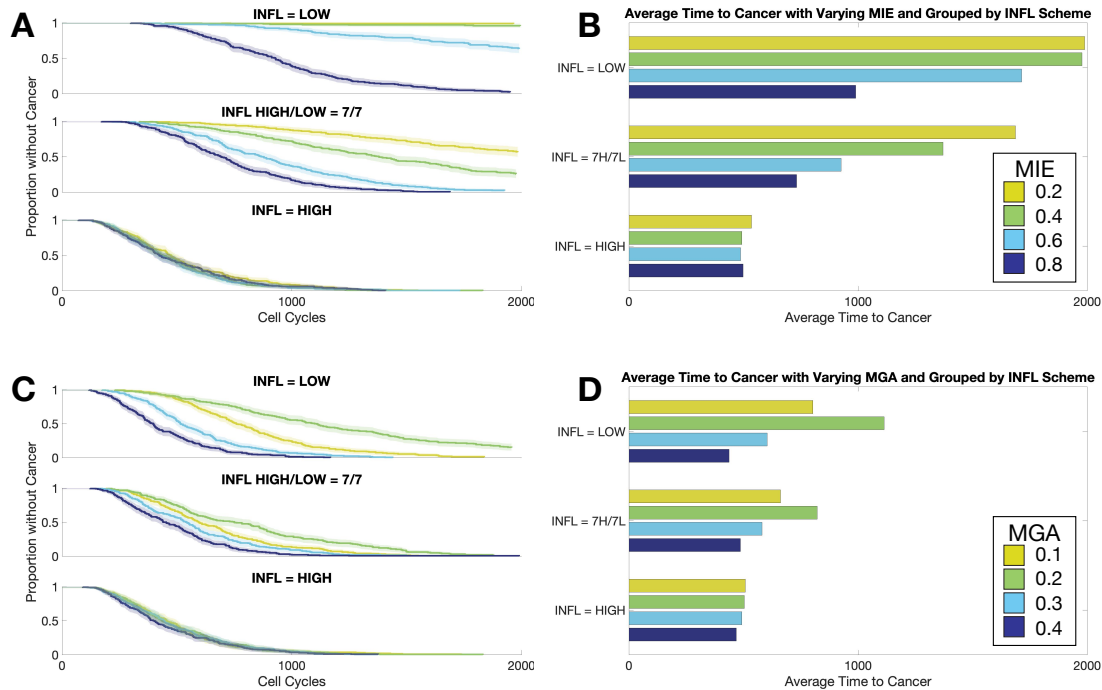 A
INFL = LOW
1
0.5
0
INFL HIGH/LOW = 7/7
1
0.5
0
INFL = HIGH
1
0.5
0
0
1000
2000
Cell Cycles
Proportion without Cancer
B
Average Time to Cancer with Varying MIE and Grouped by INFL Scheme
INFL = LOW
INFL = 7H/7L
INFL = HIGH
MIE
0.2
0.4
0.6
0.8
0
1000
2000
Average Time to Cancer
C
INFL = LOW
1
0.5
0
INFL HIGH/LOW = 7/7
1
0.5
0
INFL = HIGH
1
0.5
0
0
1000
2000
Cell Cycles
Proportion without Cancer
D
Average Time to Cancer with Varying MGA and Grouped by INFL Scheme
INFL = LOW
INFL = 7H/7L
INFL = HIGH
MGA
0.1
0.2
0.3
0.4
0
1000
2000
Average Time to Cancer